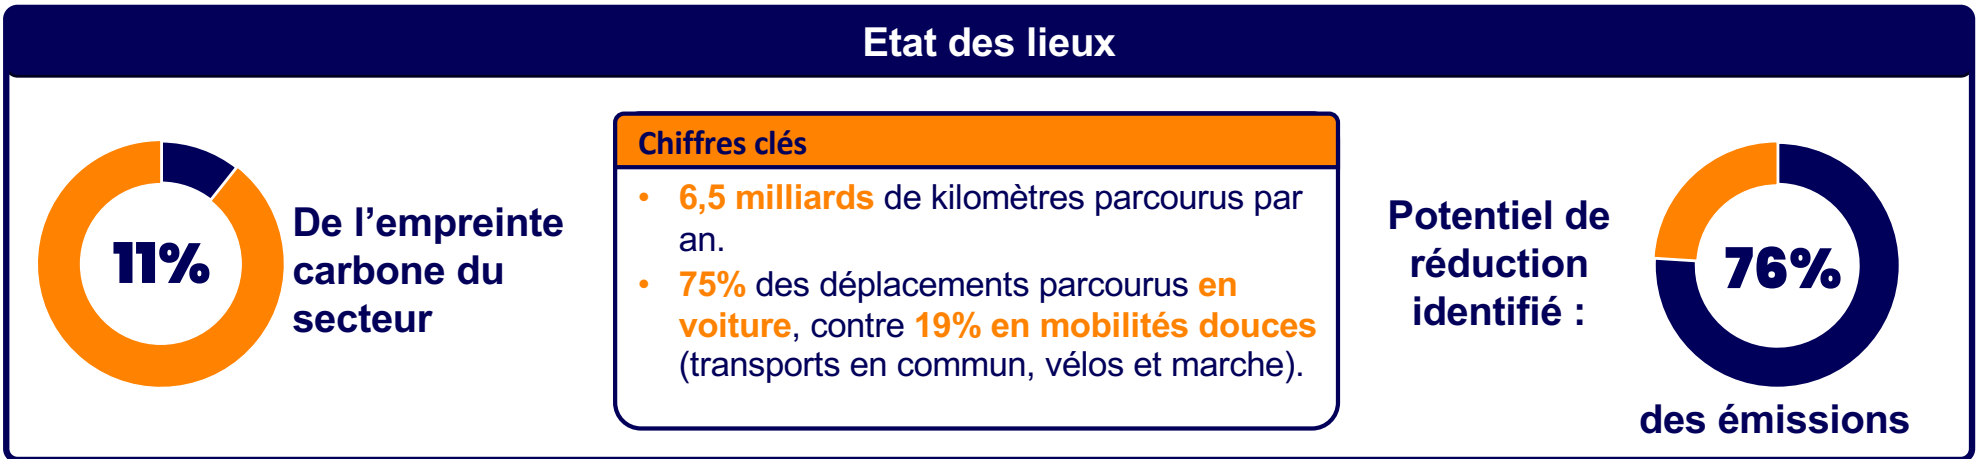 Etat des lieux
11%
De l’empreinte
carbone du
secteur
Chiffres clés
• 6,5 milliards de kilomètres parcourus par
an.
• 75% des déplacements parcourus en
voiture, contre 19% en mobilités douces
(transports en commun, vélos et marche).
Potentiel de
réduction
identifié :
76%
des émissions